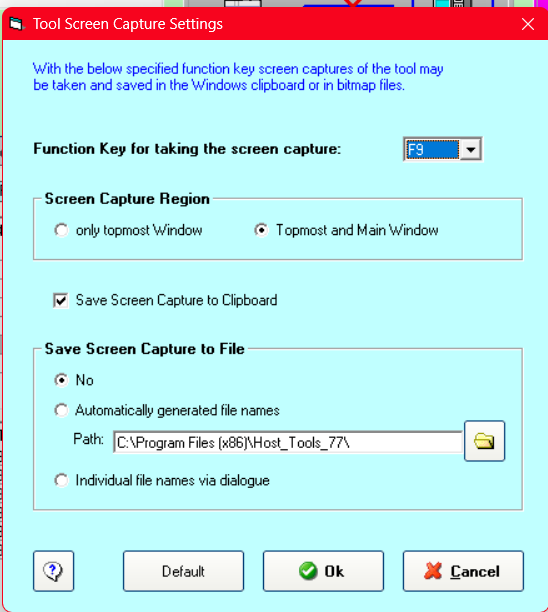 Tool Screen Capture Settings
With the below specified function key screen captures of the tool may
be taken and saved in the Windows clipboard or in bitmap files.
Function Key for taking the screen capture: F9
Screen Capture Region
only topmost Window Topmost and Main Window
Save Screen Capture to Clipboard
Save Screen Capture to File
No
Automatically generated file names
Path: C:\Program Files (x86)\Host_Tools_77\
Individual file names via dialogue
Default Ok Cancel